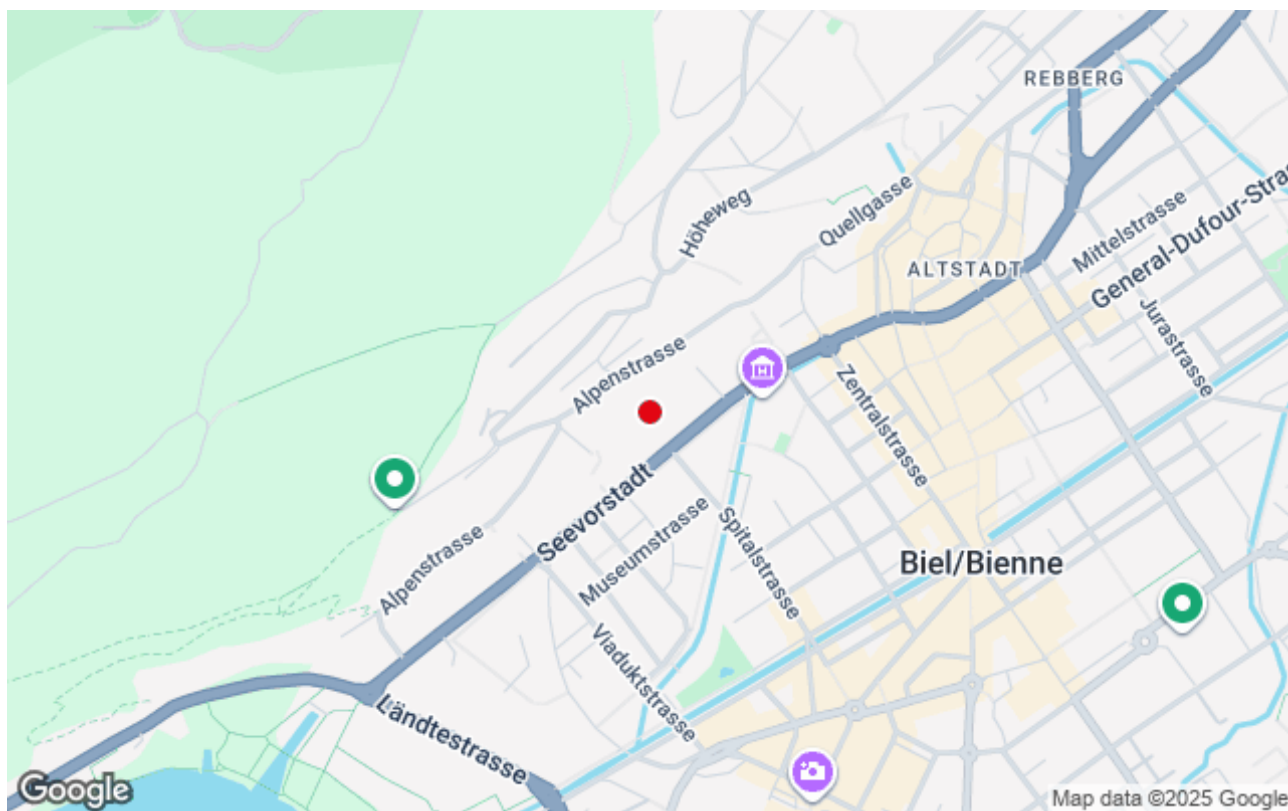 REBBERG
Höheweg
Quellgasse
Mittelstrasse
General-Dufour-Stra
ALTSTADT
Jurastrasse
Alpenstrasse
Zentralstrasse
Seevorstadt
Spitalstrasse
Museumstrasse
Alpenstrasse
Biel/Bienne
Viaduktstrasse
Ländtestrasse
H
Google
Map data ©2025 Google